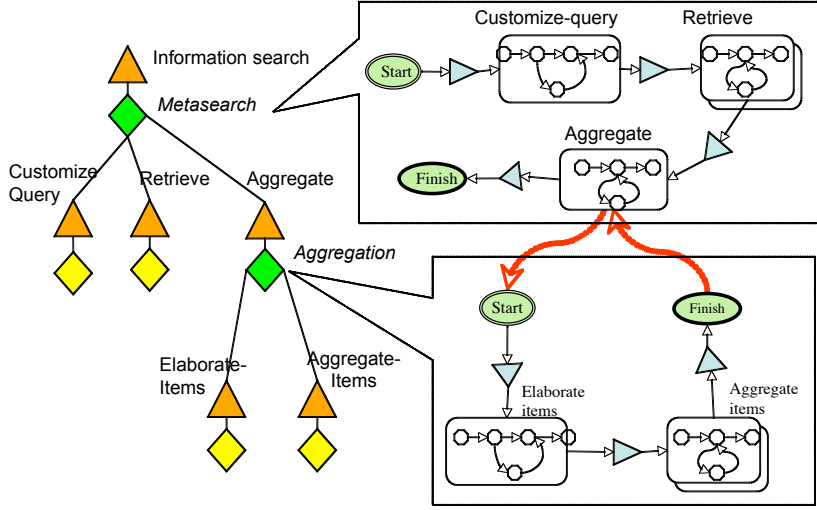 Information search
Metasearch
Customize
Query
Retrieve
Aggregate
Aggregation
Elaborate-
Items
Aggregate-
Items
Customize-query
Retrieve
Start
Aggregate
Finish
Start
Finish
Elaborate
items
Aggregate
items